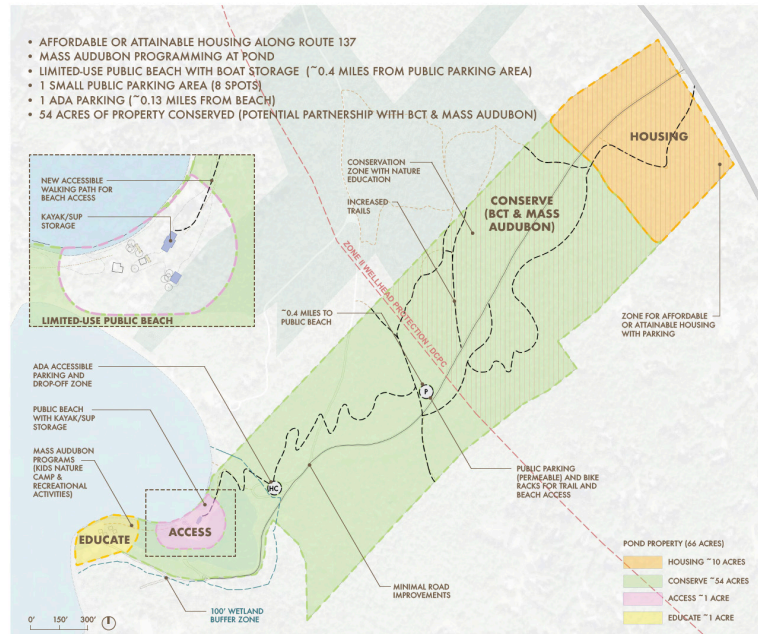 • AFFORDABLE OR ATTAINABLE HOUSING ALONG ROUTE 137
• MASS AUDUBON PROGRAMMING AT POND
• LIMITED-USE PUBLIC BEACH WITH BOAT STORAGE (~0.4 MILES FROM PUBLIC PARKING AREA)
• 1 SMALL PUBLIC PARKING AREA (8 SPOTS)
• 1 ADA PARKING (~0.13 MILES FROM BEACH)
• 54 ACRES OF PROPERTY CONSERVED (POTENTIAL PARTNERSHIP WITH BCT & MASS AUDUBON)
HOUSING
CONSERVATION
ZONE WITH NATURE
EDUCATION
INCREASED
TRAILS
CONSERVE
(BCT & MASS
AUDUBON)
NEW ACCESSIBLE
WALKING PATH FOR
BEACH ACCESS
KAYAK/SUP
STORAGE
LIMITED-USE PUBLIC BEACH
ZONE II WELLHEAD PROTECTION / DCPC
~0.4 MILES TO
PUBLIC BEACH
ZONE FOR AFFORDABLE
OR ATTAINABLE HOUSING
WITH PARKING
ADA ACCESSIBLE
PARKING AND
DROP-OFF ZONE
P
PUBLIC BEACH
WITH KAYAK/SUP
STORAGE
MASS AUDUBON
PROGRAMS
(KIDS NATURE
CAMP &
RECREATIONAL
ACTIVITIES)
HC
PUBLIC PARKING
(PERMEABLE) AND BIKE
RACKS FOR TRAIL AND
BEACH ACCESS
EDUCATE
ACCESS
MINIMAL ROAD
IMPROVEMENTS
100' WETLAND
BUFFER ZONE
POND PROPERTY (66 ACRES)
HOUSING ~10 ACRES
CONSERVE ~54 ACRES
ACCESS ~1 ACRE
EDUCATE ~1 ACRE
0' 150' 300'